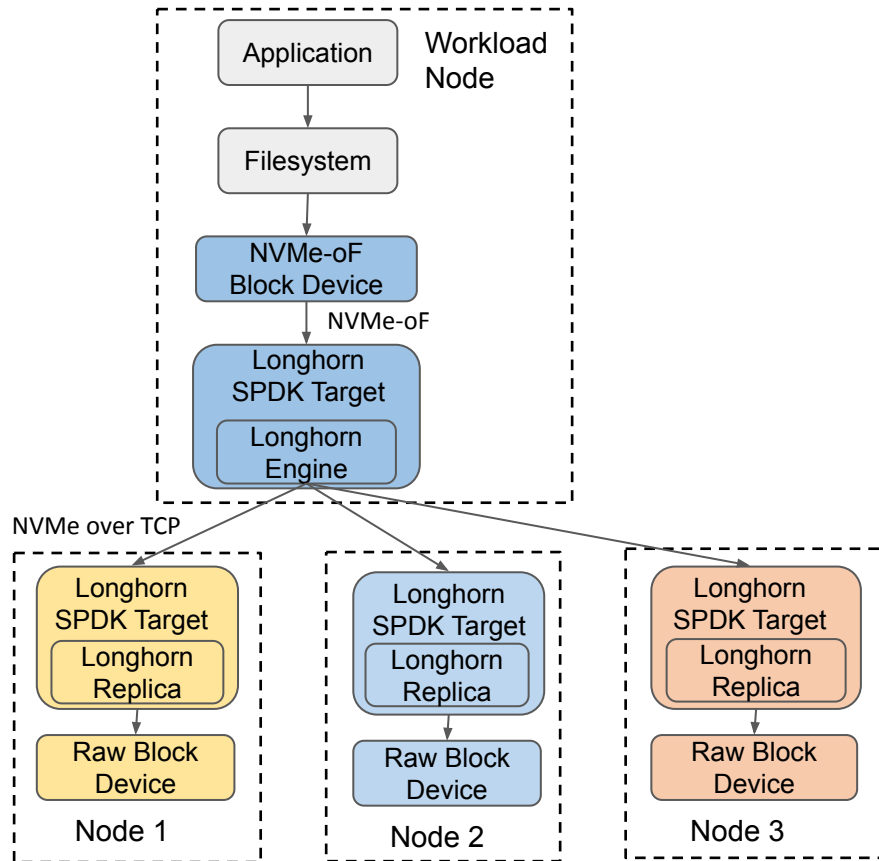 Application
Workload
Node
Filesystem
NVMe-oF
Block Device
NVMe-oF
Longhorn
SPDK Target
Longhorn
Engine
NVMe over TCP
Longhorn
SPDK Target
Longhorn
Replica
Raw Block
Device
Node 1
Longhorn
SPDK Target
Longhorn
Replica
Raw Block
Device
Node 2
Longhorn
SPDK Target
Longhorn
Replica
Raw Block
Device
Node 3